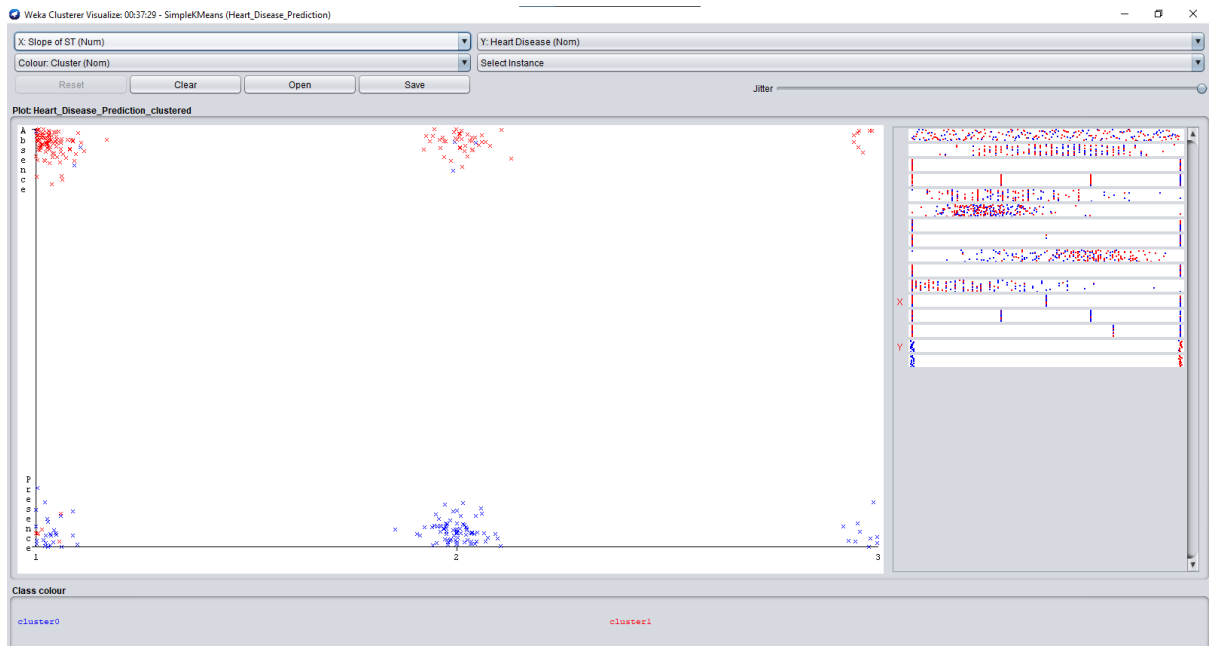 Weka Clusterer Visualize: 00:37:29 - SimpleKMeans (Heart_Disease_Prediction)
X: Slope of ST (Num)
Y: Heart Disease (Nom)
Colour: Cluster (Nom)
Select Instance
Reset
Clear
Open
Save
Jitter
Plot: Heart_Disease_Prediction_clustered
Absence
Presence
1
2
3
X
Y
Class colour
cluster0
cluster1